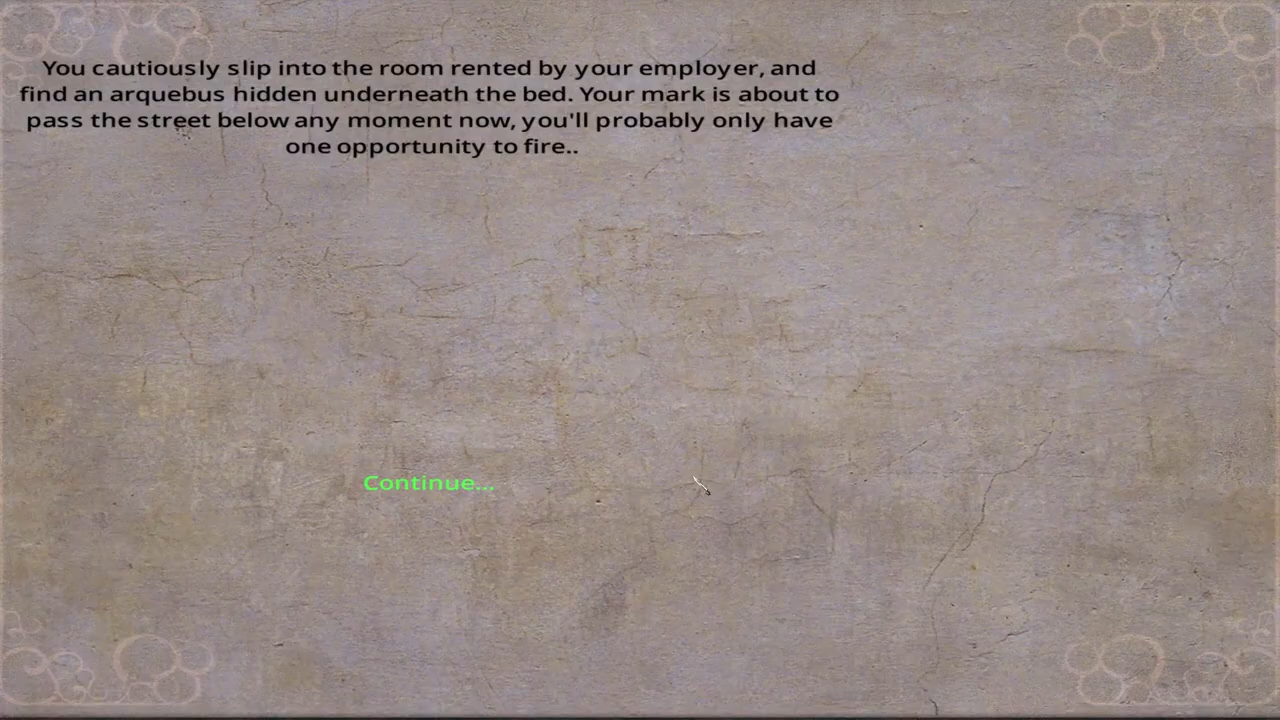 You cautiously slip into the room rented by your employer, and
find an arquebus hidden underneath the bed. Your mark is about to
pass the street below any moment now, you'll probably only have
one opportunity to fire..
Continue...